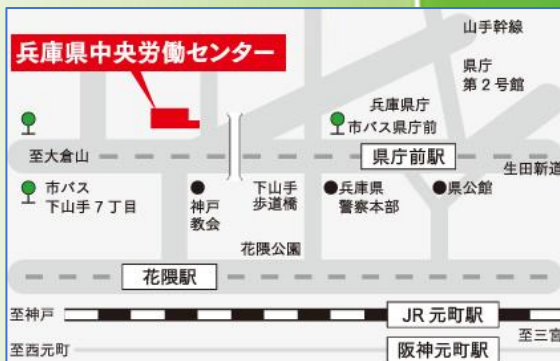 山手幹線
兵庫県中央労働センター
県庁
第2号館
兵庫県庁
市バス県庁前
至大倉山
県庁前駅
生田新道
市バス
下山手7丁目
神戸
教会
下山手
歩道橋
兵庫県
警察本部
県公館
花隈公園
花隈駅
至神戸
JR 元町駅
至三宮
至西元町
阪神元町駅